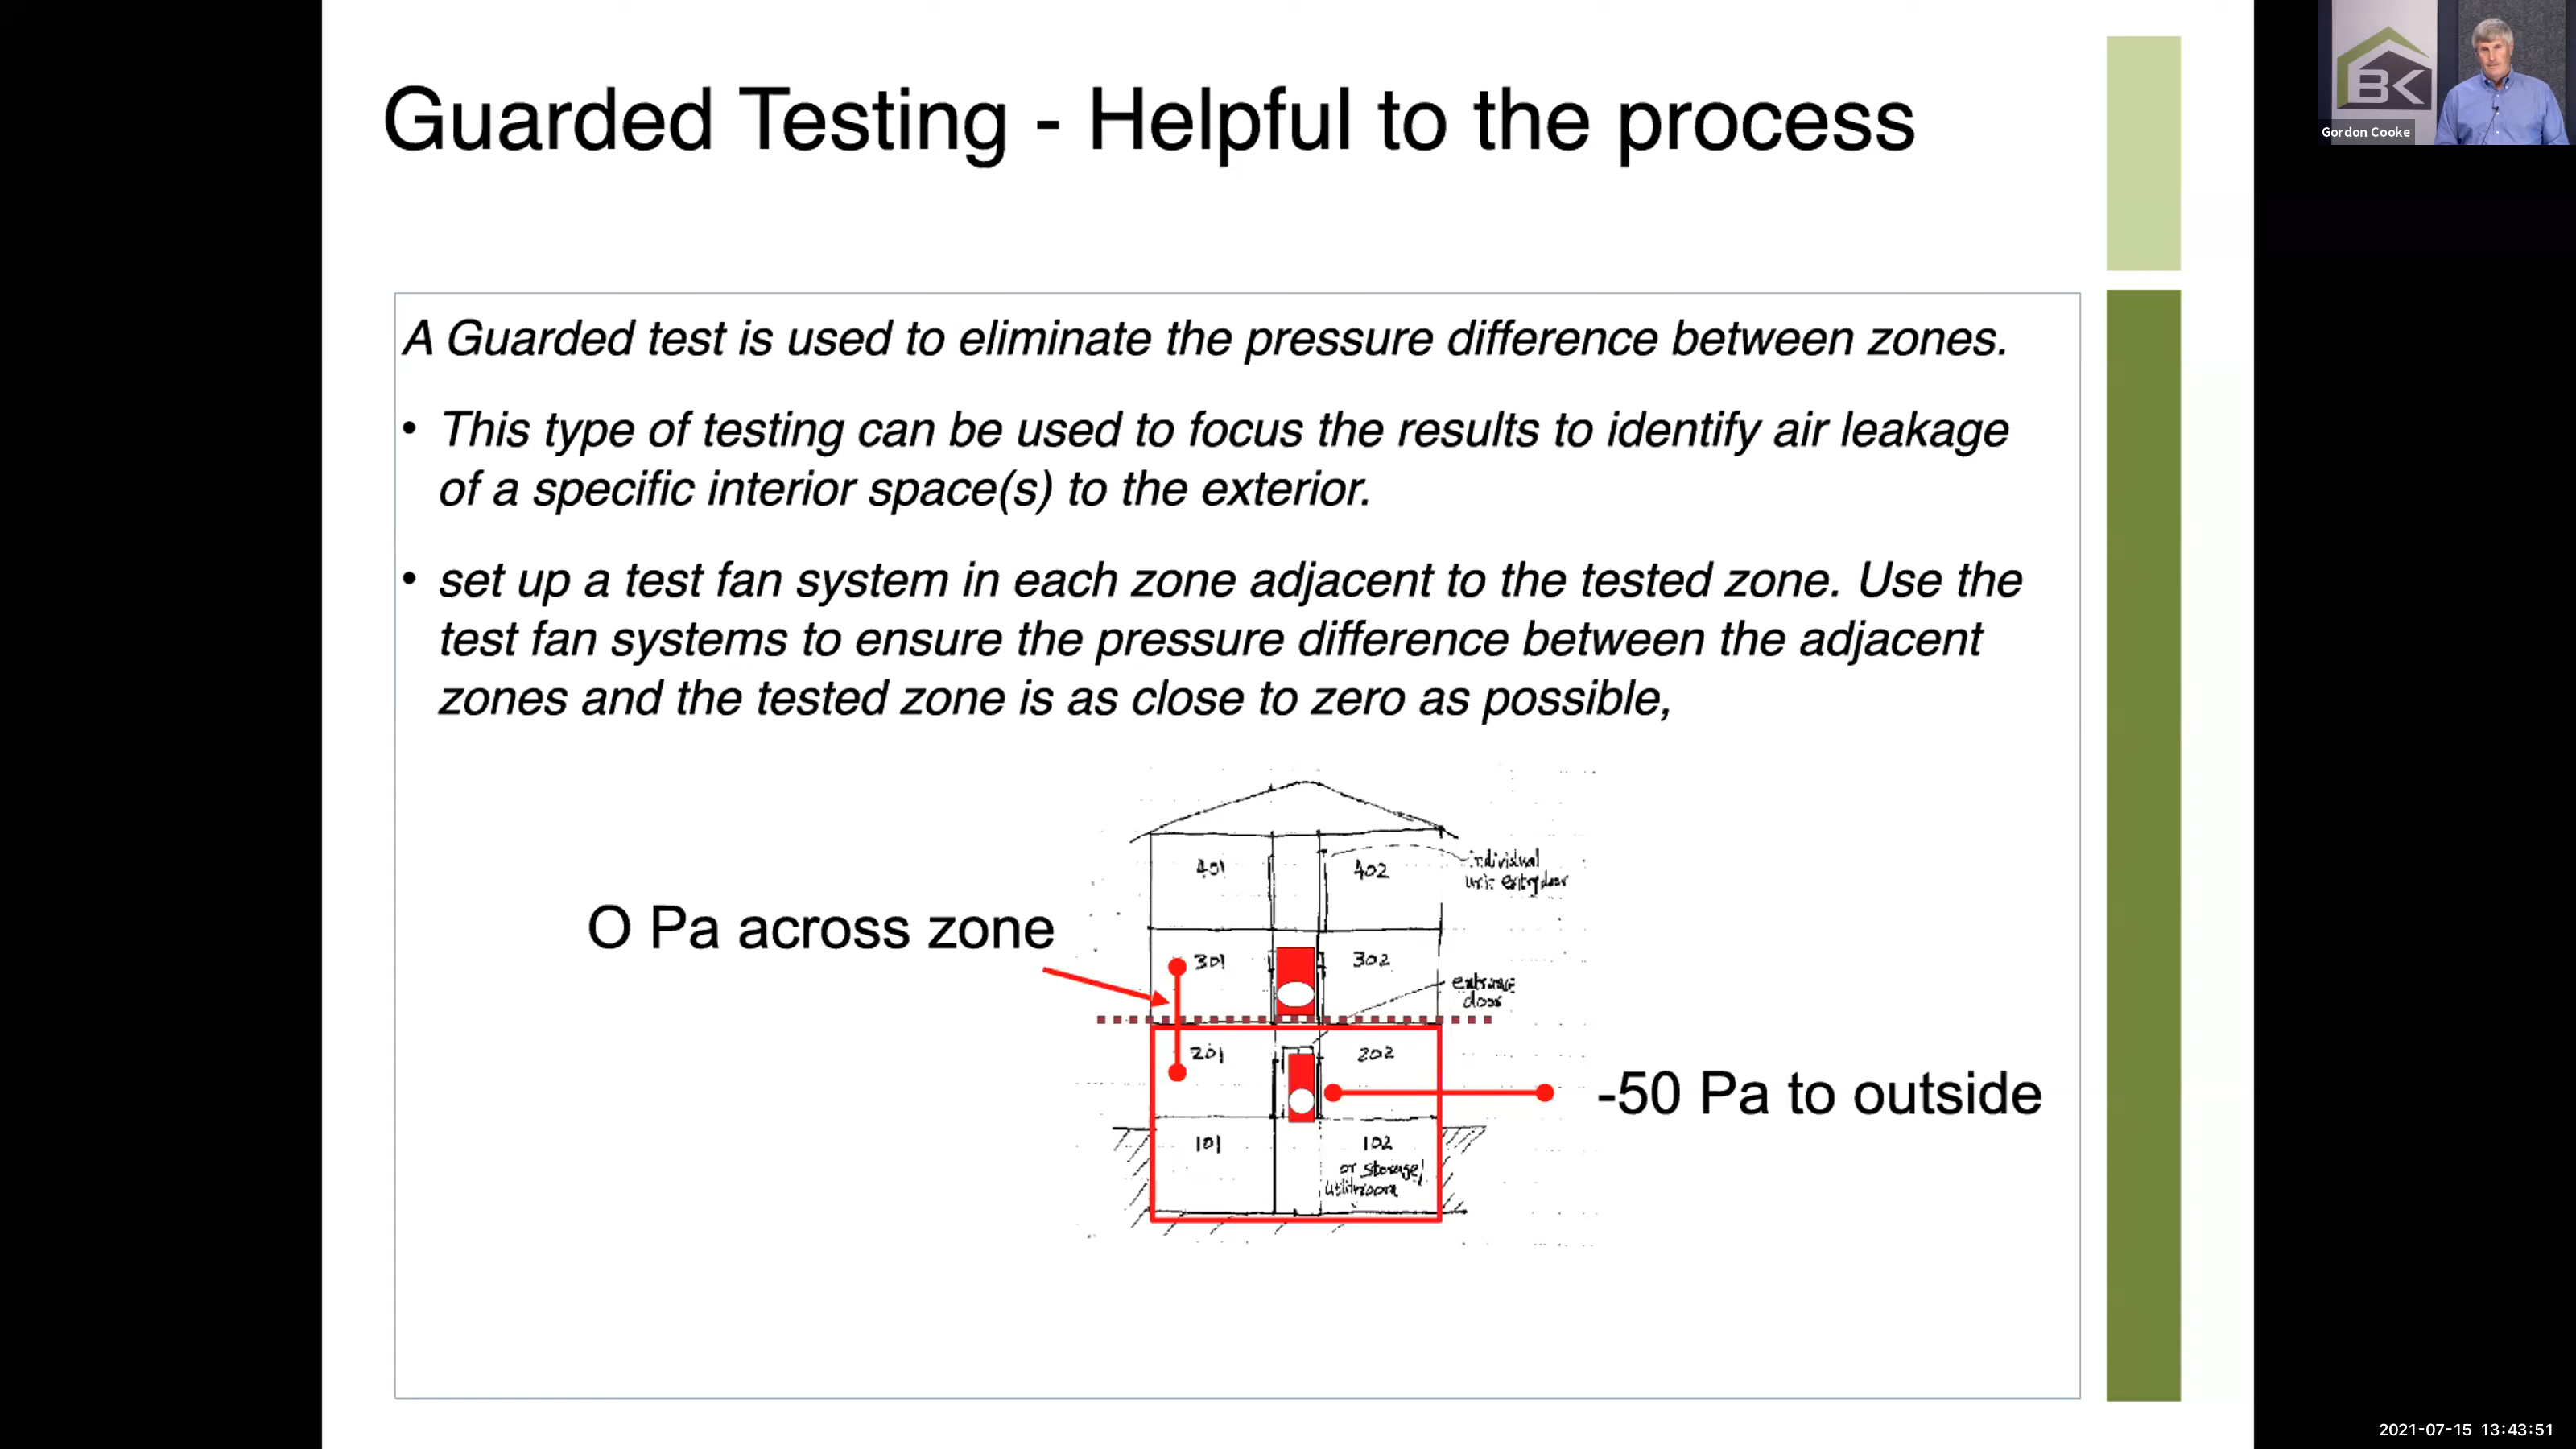 Guarded Testing - Helpful to the process
BK
Gordon Cooke
A Guarded test is used to eliminate the pressure difference between zones.
• This type of testing can be used to focus the results to identify air leakage
of a specific interior space(s) to the exterior.
• set up a test fan system in each zone adjacent to the tested zone. Use the
test fan systems to ensure the pressure difference between the adjacent
zones and the tested zone is as close to zero as possible,
401
402
individual
unit entry door
O Pa across zone
301
302
entrance
door
201
202
-50 Pa to outside
101
102
or storage/
utilitroom
2021-07-15 13:43:51